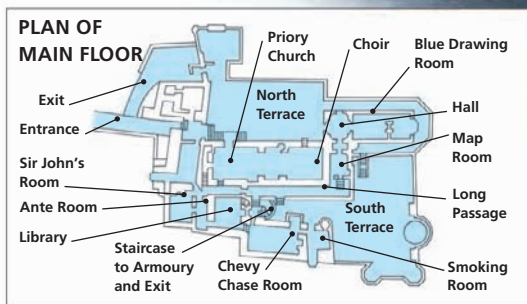 PLAN OF
MAIN FLOOR
Priory
Church
Choir
Blue Drawing
Room
Exit
North
Terrace
Hall
Entrance
Map
Room
Sir John's
Room
Ante Room
Long
Passage
South
Terrace
Library
Staircase
to Armoury
and Exit
Chevy
Chase Room
Smoking
Room